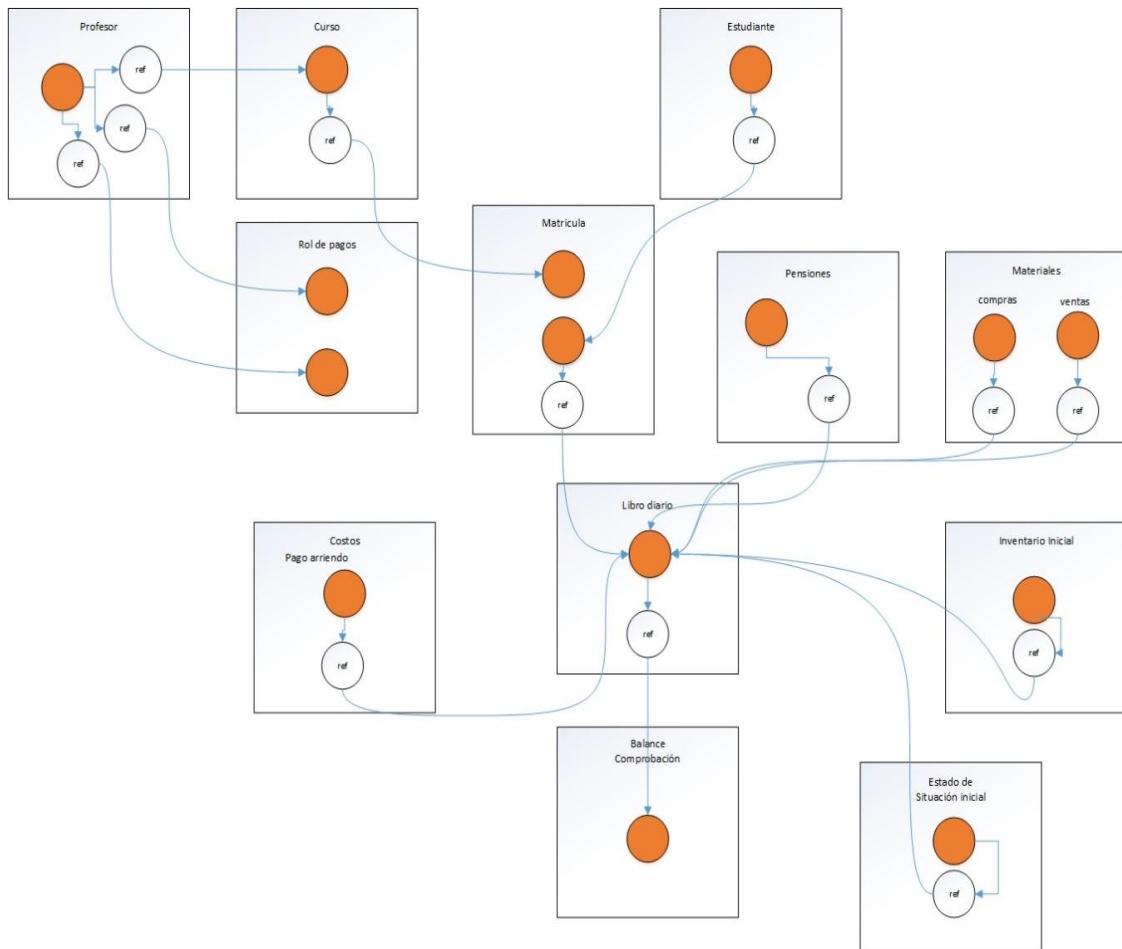 Profesor
ref
ref
ref
Curso
ref
Estudiante
ref
Rol de pagos
Matricula
ref
Pensiones
ref
Materiales
compras
ventas
ref
ref
Libro diario
ref
Costos
Pago arriendo
ref
Inventario Inicial
ref
Balance
Comprobación
Estado de
Situación inicial
ref